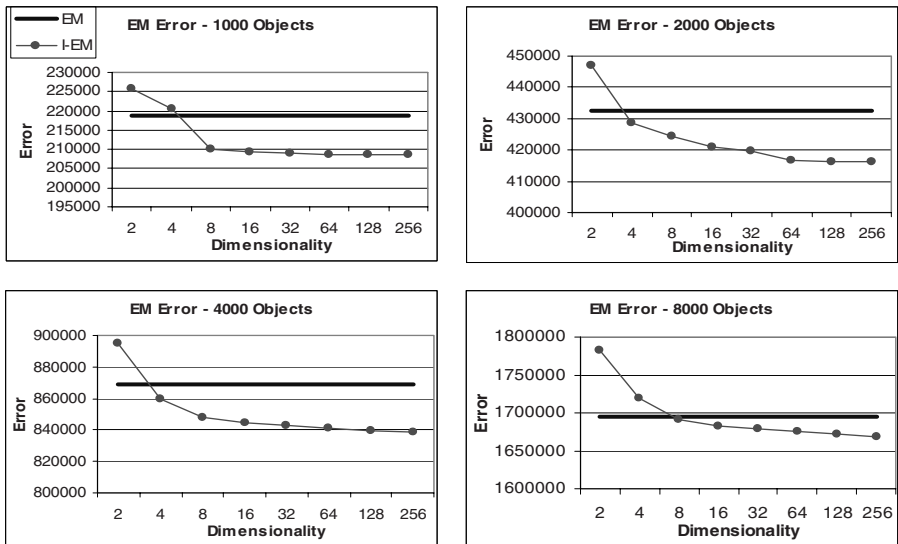 EM
I-EM
EM Error - 1000 Objects
230000
225000
220000
215000
210000
205000
200000
195000
Error
2 4 8 16 32 64 128 256
Dimensionality
EM Error - 2000 Objects
450000
440000
430000
420000
410000
400000
Error
2 4 8 16 32 64 128 256
Dimensionality
EM Error - 4000 Objects
900000
880000
860000
840000
820000
800000
Error
2 4 8 16 32 64 128 256
Dimensionality
EM Error - 8000 Objects
1800000
1750000
1700000
1650000
1600000
Error
2 4 8 16 32 64 128 256
Dimensionality